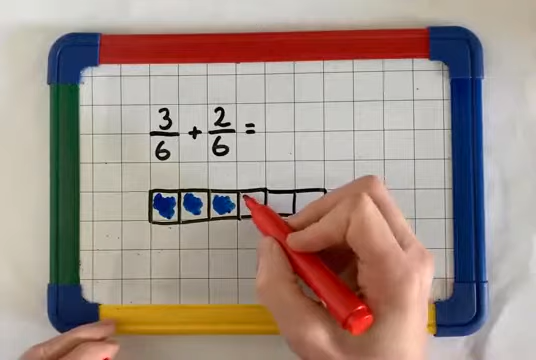 3/6 + 2/6 =